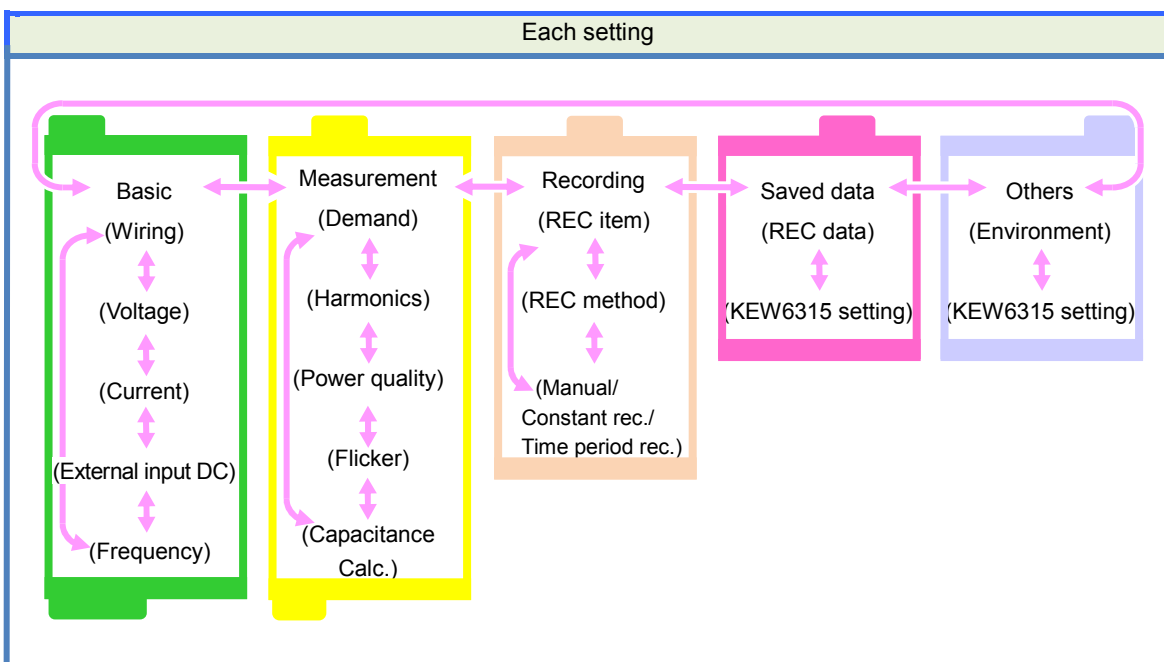 Each setting
Basic
(Wiring)
(Voltage)
(Current)
(External input DC)
(Frequency)
Measurement
(Demand)
(Harmonics)
(Power quality)
(Flicker)
(Capacitance
Calc.)
Recording
(REC item)
(REC method)
(Manual/
Constant rec./
Time period rec.)
Saved data
(REC data)
(KEW6315 setting)
Others
(Environment)
(KEW6315 setting)